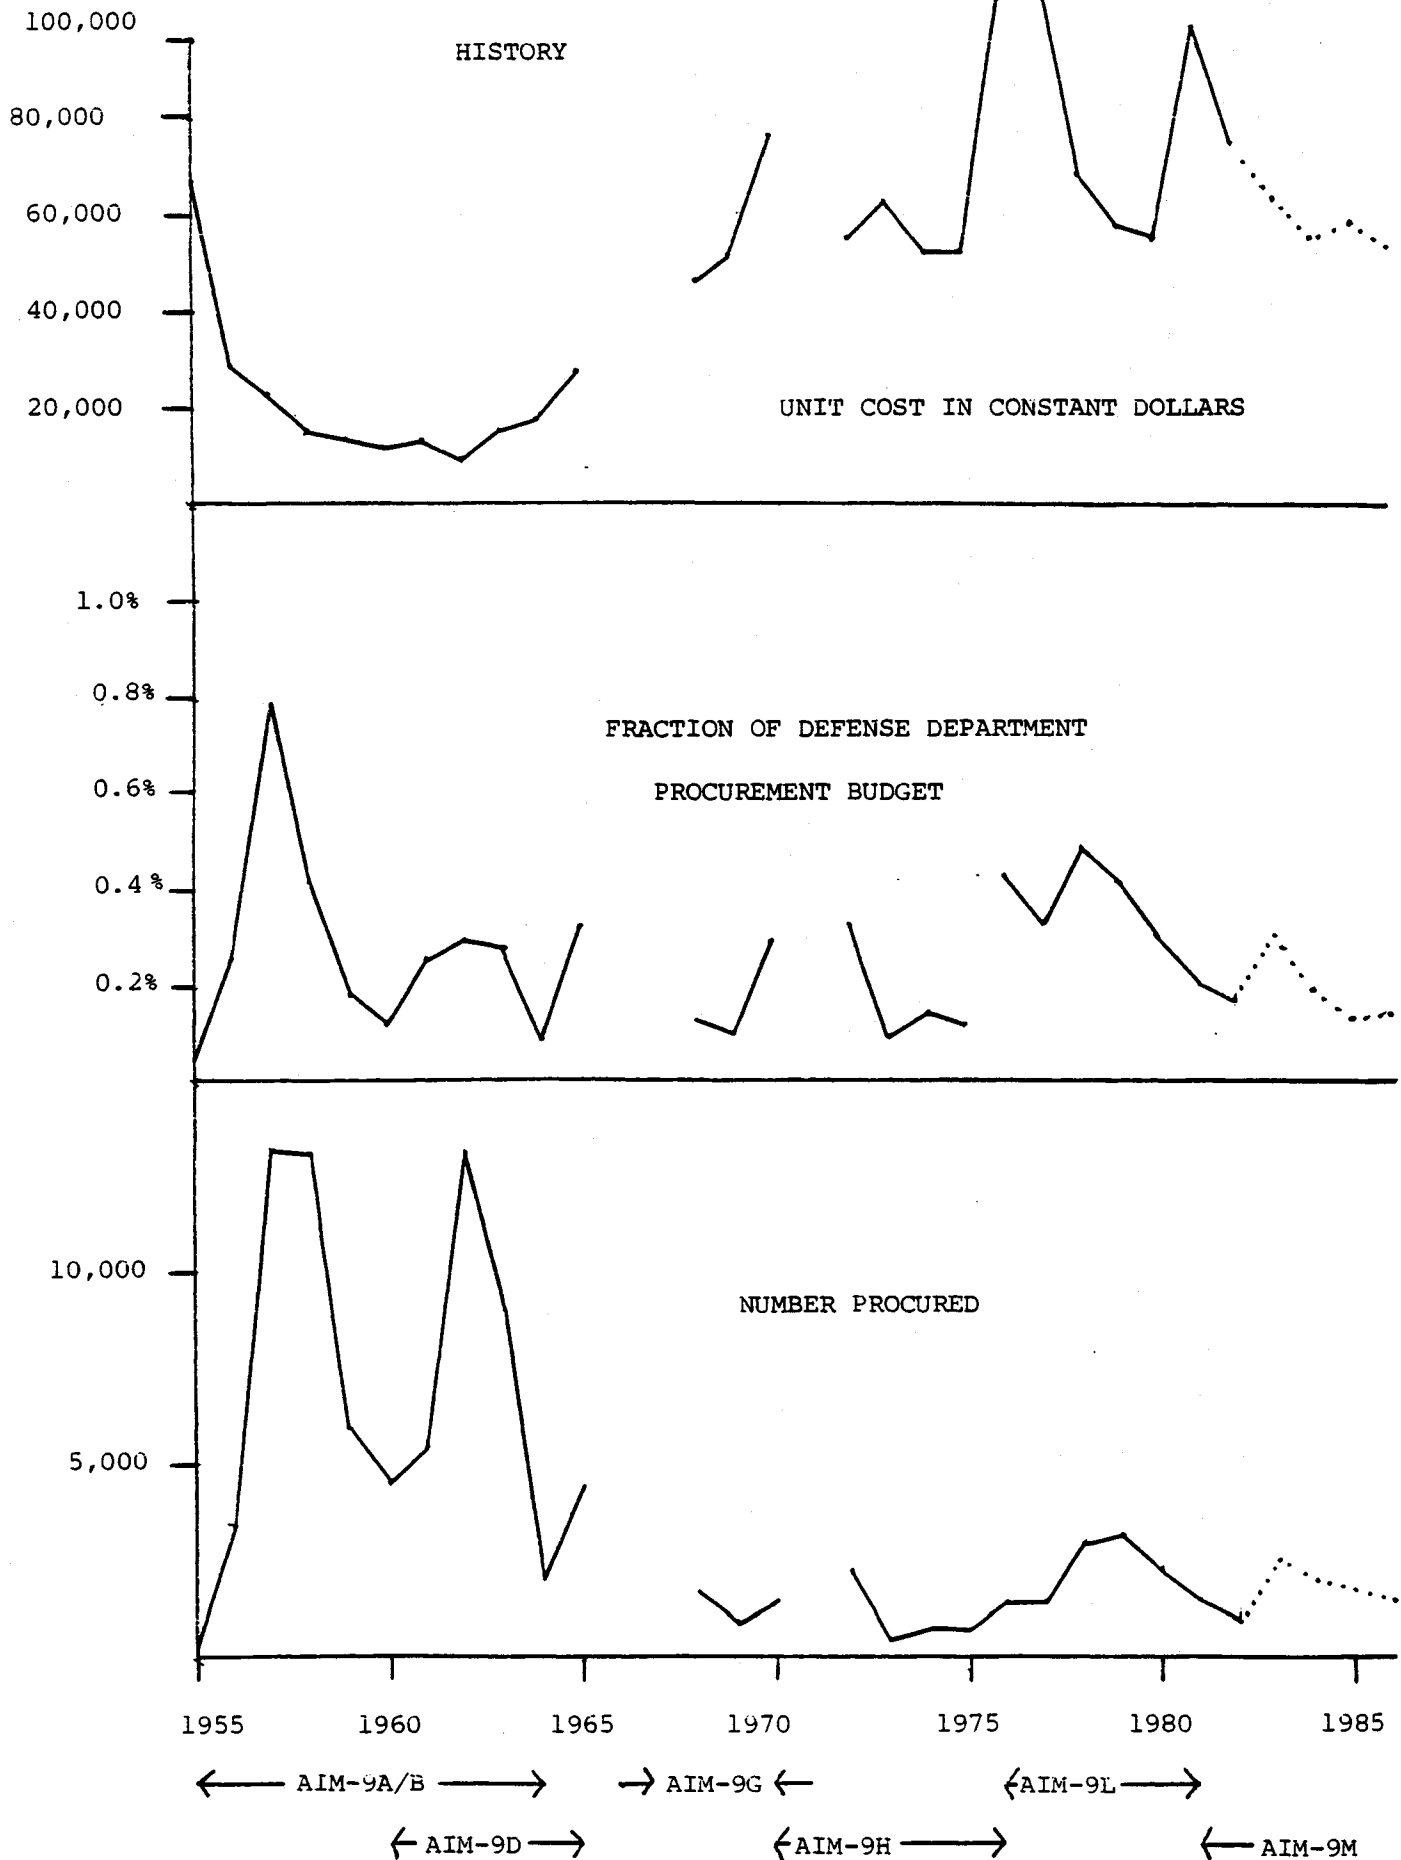 100,000
HISTORY
80,000
60,000
40,000
20,000
UNIT COST IN CONSTANT DOLLARS
1.0%
0.8%
FRACTION OF DEFENSE DEPARTMENT
0.6%
PROCUREMENT BUDGET
0.4%
0.2%
10,000
NUMBER PROCURED
5,000
1955 1960 1965 1970 1975 1980 1985
AIM-9A/B AIM-9G AIM-9L
AIM-9D AIM-9H AIM-9M